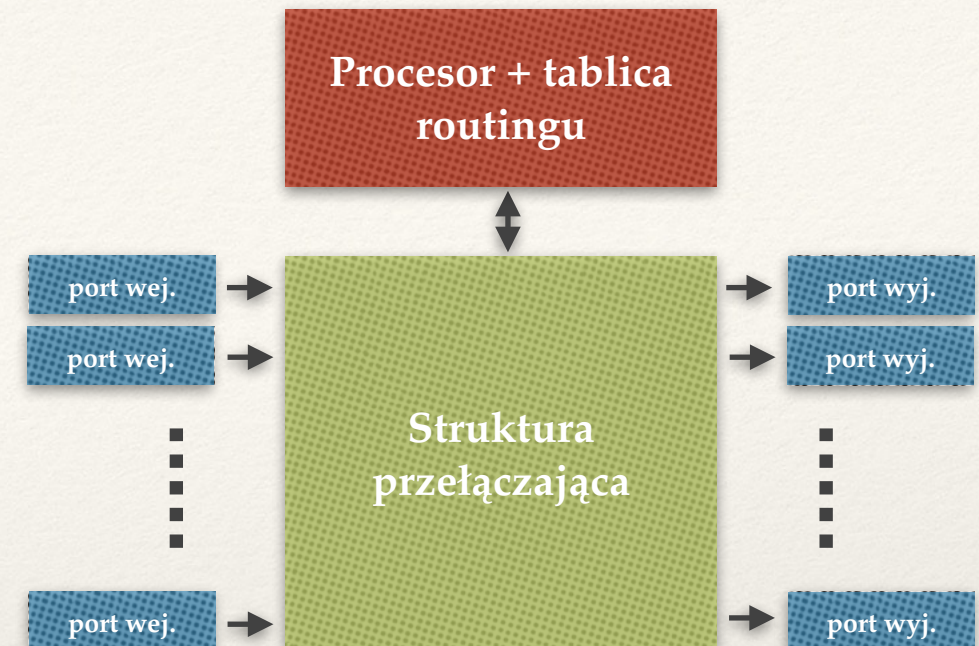 Procesor + tablica
routingu
port wej.
port wyj.
port wej.
port wyj.
Struktura
przełączająca
port wej.
port wyj.